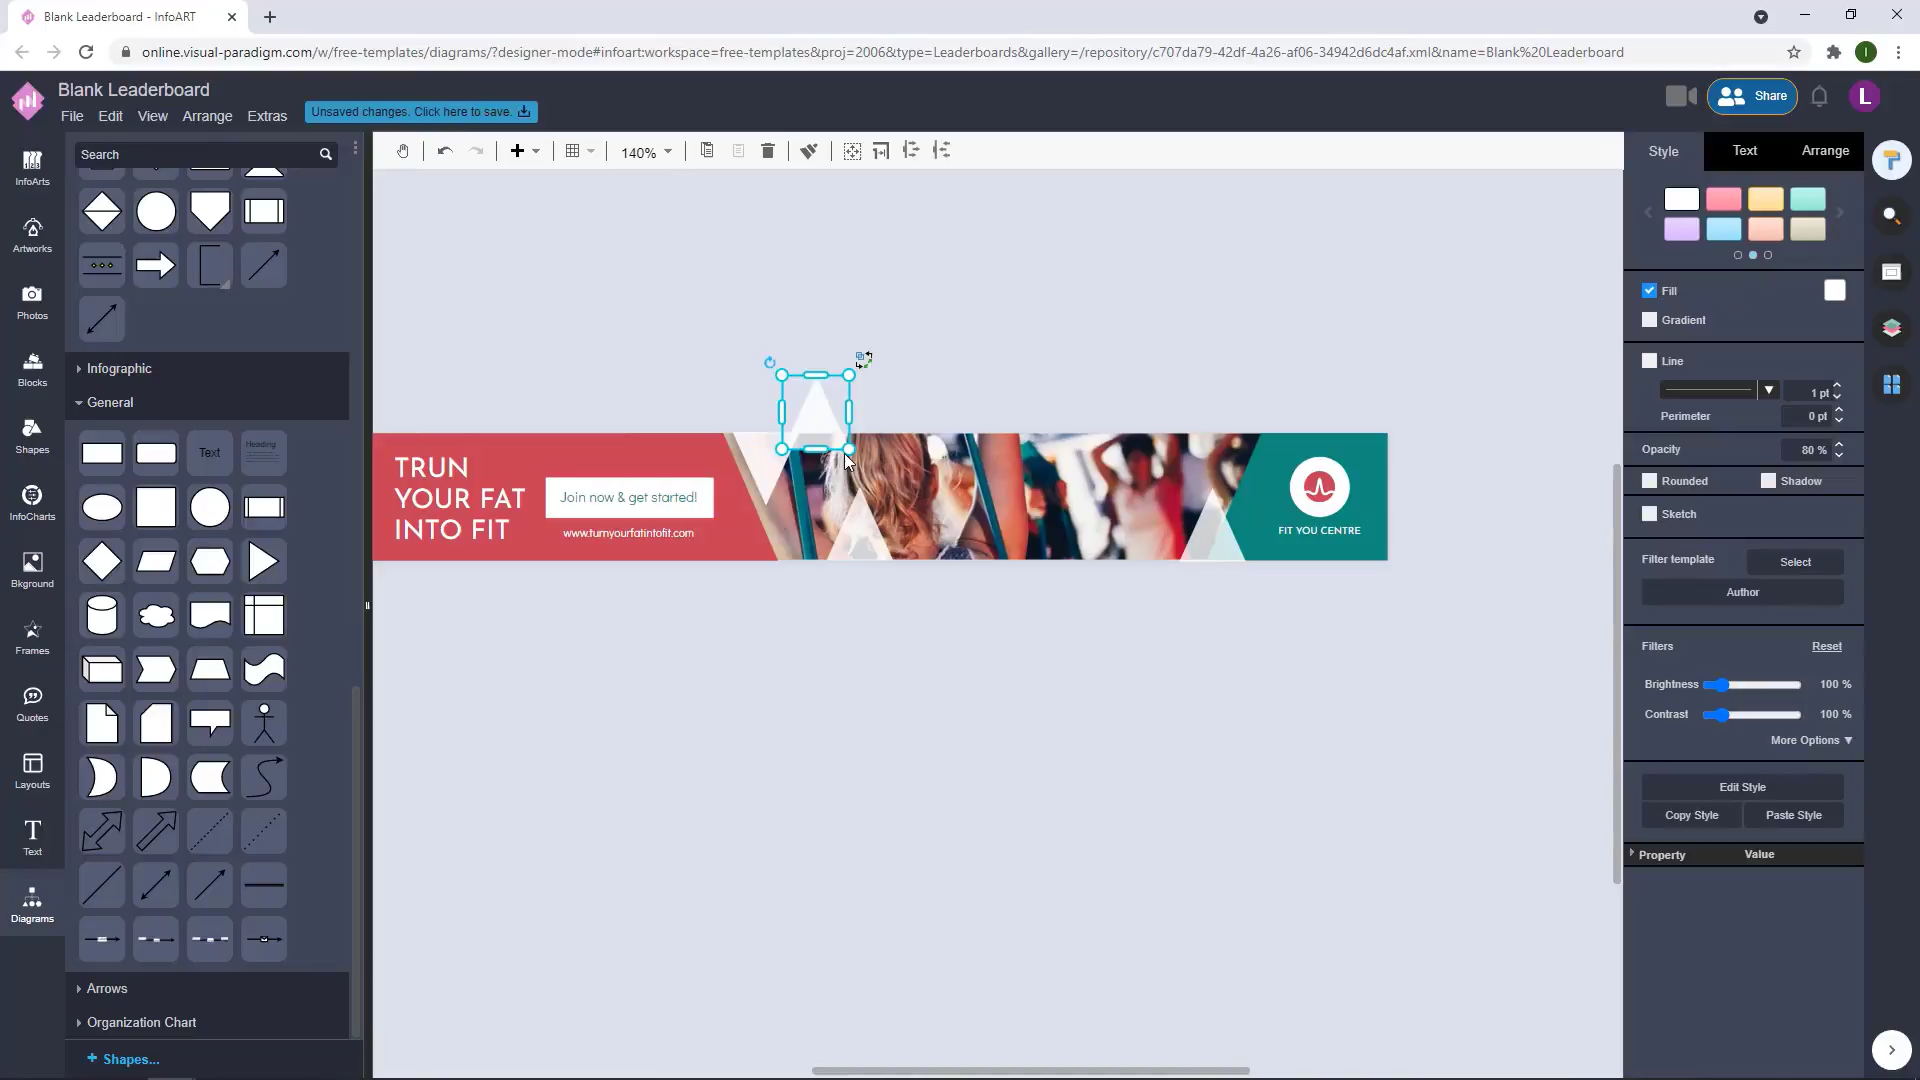 Blank Leaderboard - InfoART
online.visual-paradigm.com/w/free-templates/diagrams/?designer-mode#infoart:workspace=free-templates&proj=2006&type=Leaderboards&gallery=/repository/c707da79-42df-4a26-af06-34942d6dc4af.xml&name=Blank%20Leaderboard
I
Blank Leaderboard
File Edit View Arrange Extras
Unsaved changes. Click here to save.
Share
L
Search
140%
Style Text Arrange
InfoArts
Artworks
Photos
Blocks
Shapes
InfoCharts
Bkground
Frames
Quotes
Layouts
Text
Diagrams
Infographic
General
Text
Heading
Arrows
Organization Chart
+ Shapes...
TRUN
YOUR FAT
INTO FIT
Join now & get started!
www.turnyourfatintofit.com
FIT YOU CENTRE
Fill
Gradient
Line
1 pt
Perimeter 0 pt
Opacity 80 %
Rounded Shadow
Sketch
Filter template Select
Author
Filters Reset
Brightness 100 %
Contrast 100 %
More Options
Edit Style
Copy Style Paste Style
Property Value